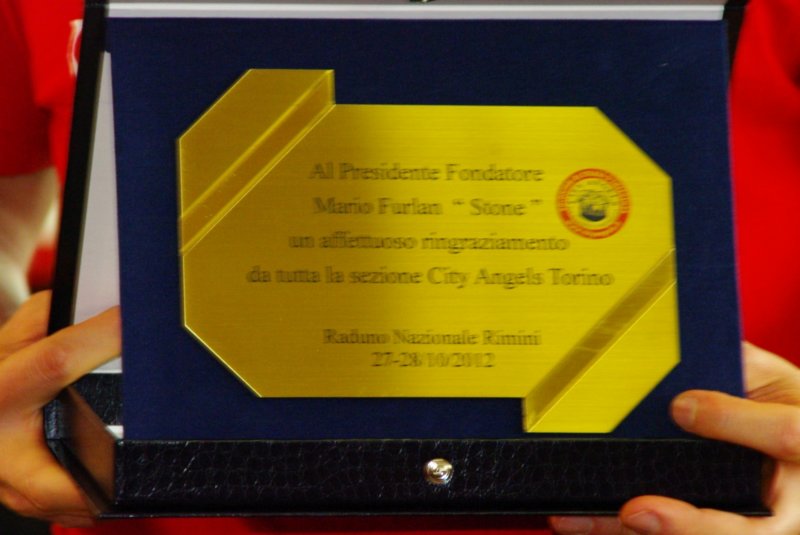 Al Presidente Fondatore
Mario Furlan " Stone "
un affettuoso ringraziamento
da tutta la sezione City Angels Torino
Raduno Nazionale Rimini
27-28/10/2012